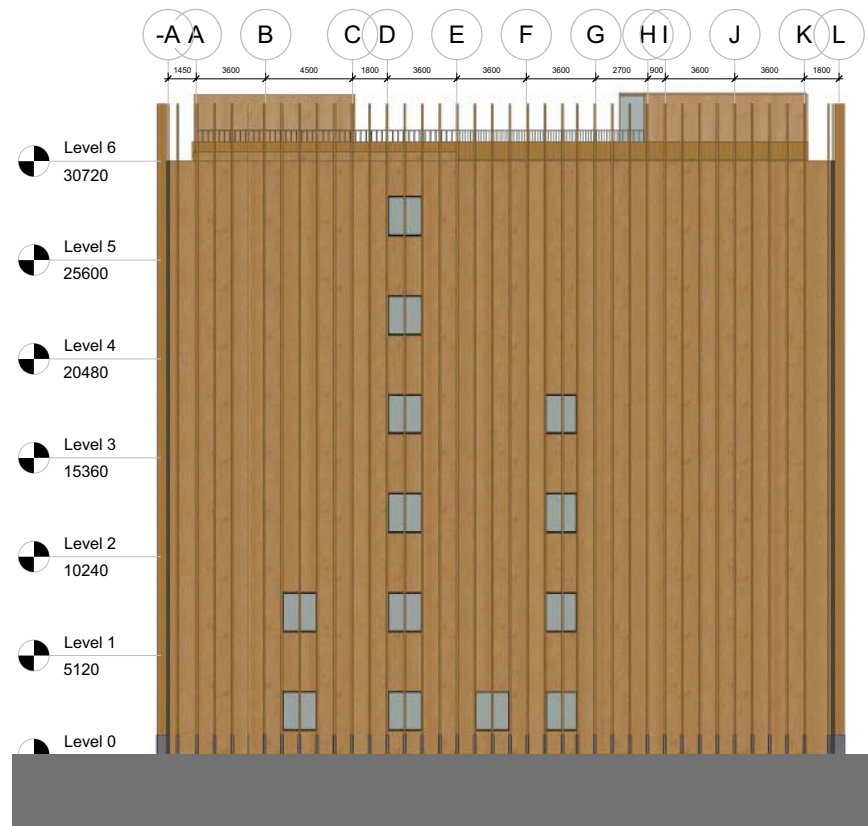 -A A B C D E F G H I J K L
1450 3600 4500 1800 3600 3600 3600 2700 900 3600 3600 1800
Level 6
30720
Level 5
25600
Level 4
20480
Level 3
15360
Level 2
10240
Level 1
5120
Level 0